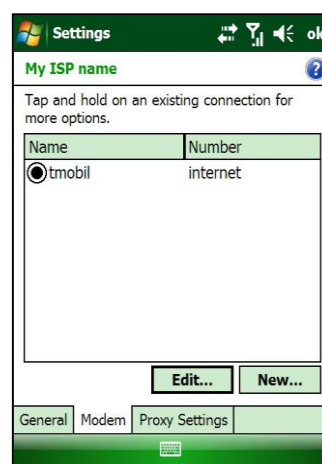 Settings ok
My ISP name ?
Tap and hold on an existing connection for
more options.
Name Number
tmobil internet
Edit... New...
General Modem Proxy Settings